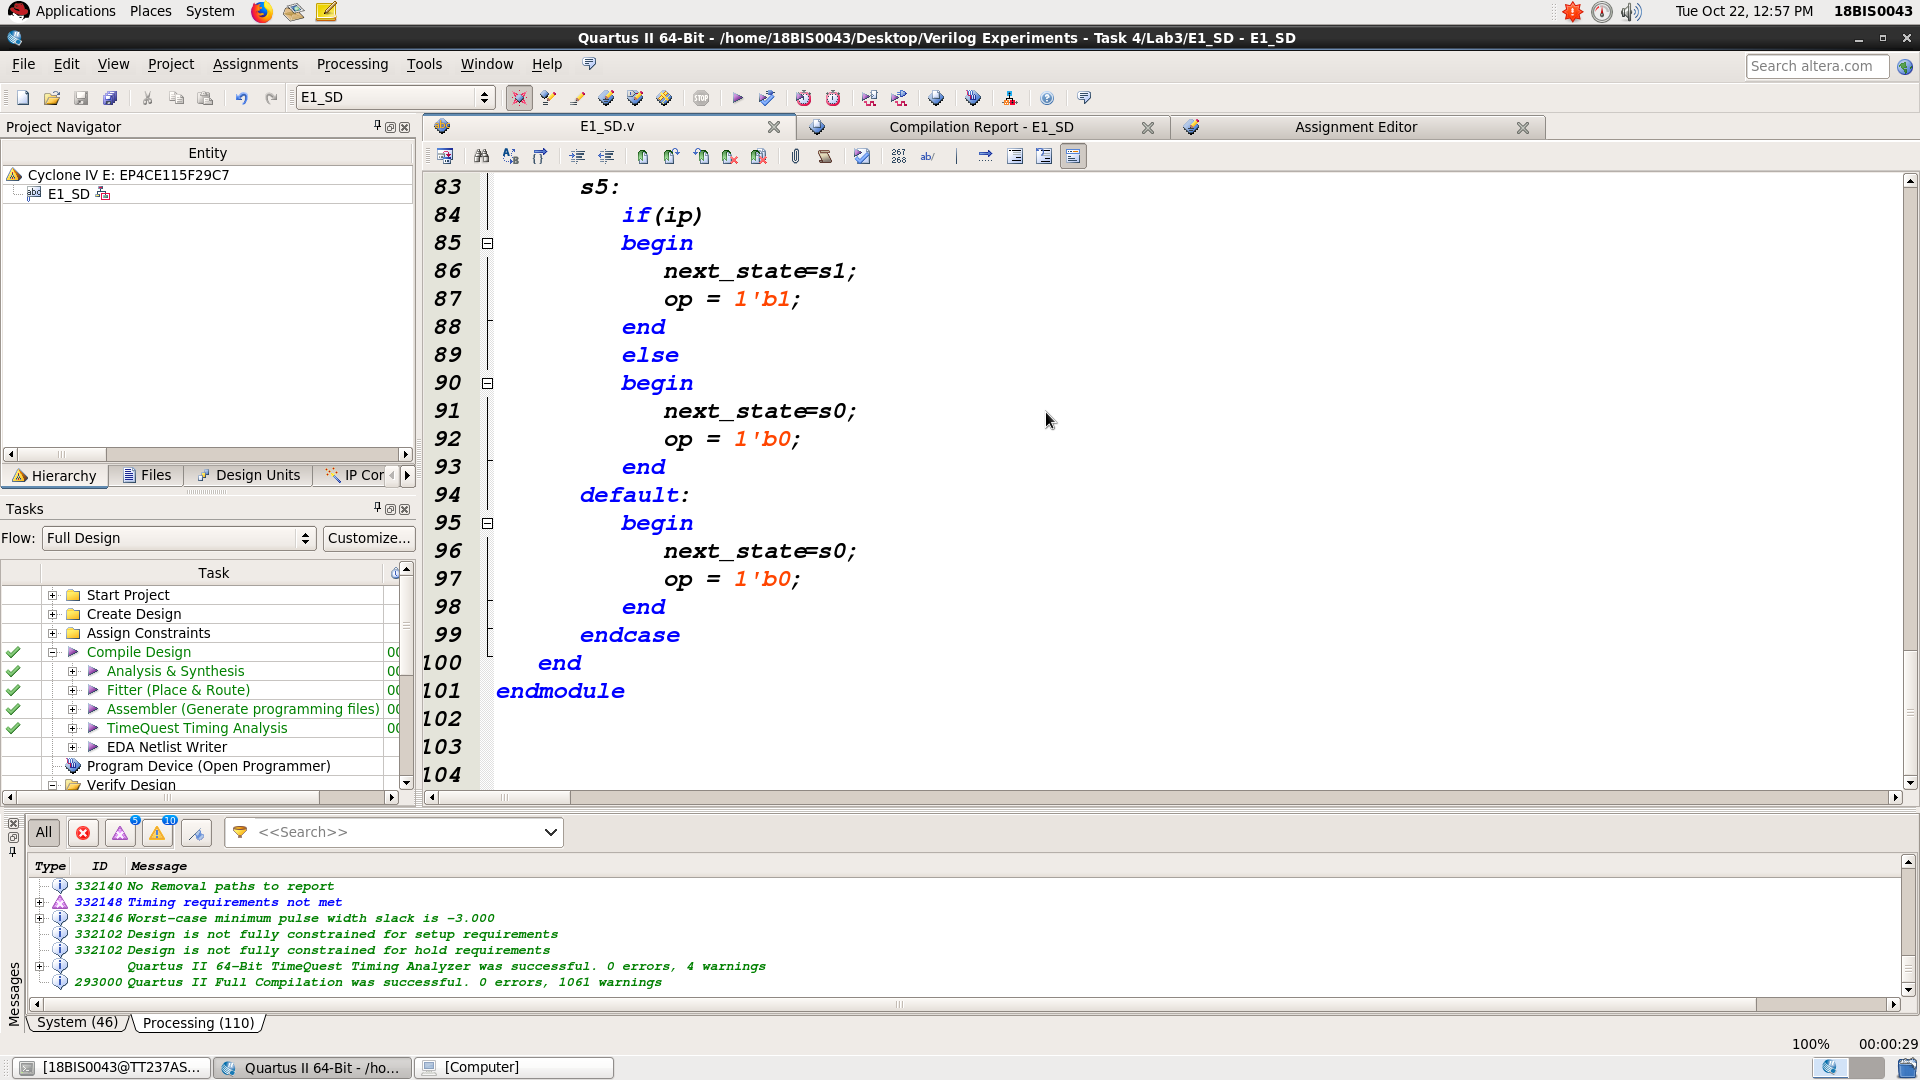 Applications Places System Tue Oct 22, 12:57 PM 18BIS0043
Quartus II 64-Bit - /home/18BIS0043/Desktop/Verilog Experiments - Task 4/Lab3/E1_SD - E1_SD
File Edit View Project Assignments Processing Tools Window Help Search altera.com
E1_SD STOP
Project Navigator
Entity
Cyclone IV E: EP4CE115F29C7
abc E1_SD
Hierarchy Files Design Units IP Cor
Tasks
Flow: Full Design Customize...
Task
Start Project
Create Design
Assign Constraints
Compile Design 00
Analysis & Synthesis 00
Fitter (Place & Route) 00
Assembler (Generate programming files) 00
TimeQuest Timing Analysis 00
EDA Netlist Writer
Program Device (Open Programmer)
Verify Design
E1_SD.v Compilation Report - E1_SD Assignment Editor
267 268 ab/
83 s5:
84 if(ip)
85 begin
86 next_state=s1;
87 op = 1'b1;
88 end
89 else
90 begin
91 next_state=s0;
92 op = 1'b0;
93 end
94 default:
95 begin
96 next_state=s0;
97 op = 1'b0;
98 end
99 endcase
100 end
101 endmodule
102
103
104
All 5 10 <<Search>>
Type ID Message
332140 No Removal paths to report
332148 Timing requirements not met
332146 Worst-case minimum pulse width slack is -3.000
332102 Design is not fully constrained for setup requirements
332102 Design is not fully constrained for hold requirements
Quartus II 64-Bit TimeQuest Timing Analyzer was successful. 0 errors, 4 warnings
293000 Quartus II Full Compilation was successful. 0 errors, 1061 warnings
Messages
System (46) Processing (110)
100% 00:00:29
[18BIS0043@TT237AS... Quartus II 64-Bit - /ho... [Computer]